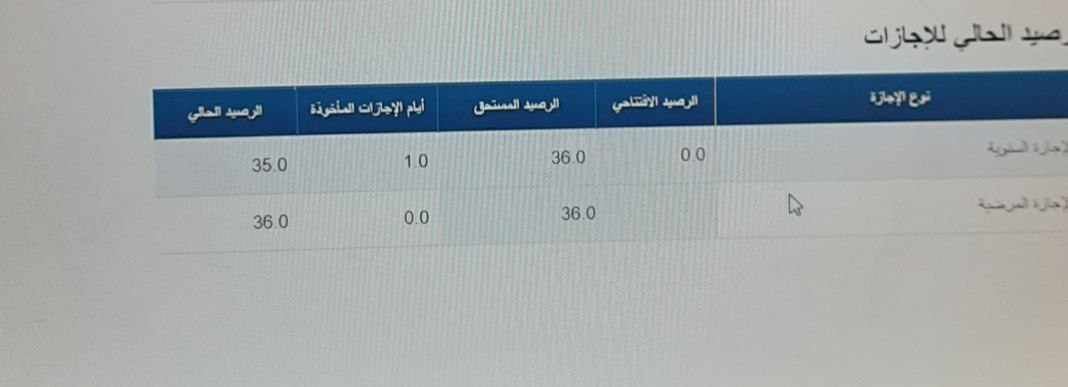 رصيد الحالي للإجازات
نوع الإجازة الرصيد الافتتاحي الرصيد المستحق أيام الإجازات المأخوذة الرصيد الحالي
الإجازة السنوية 0.0 36.0 1.0 35.0
الإجازة المرضية 36.0 0.0 36.0